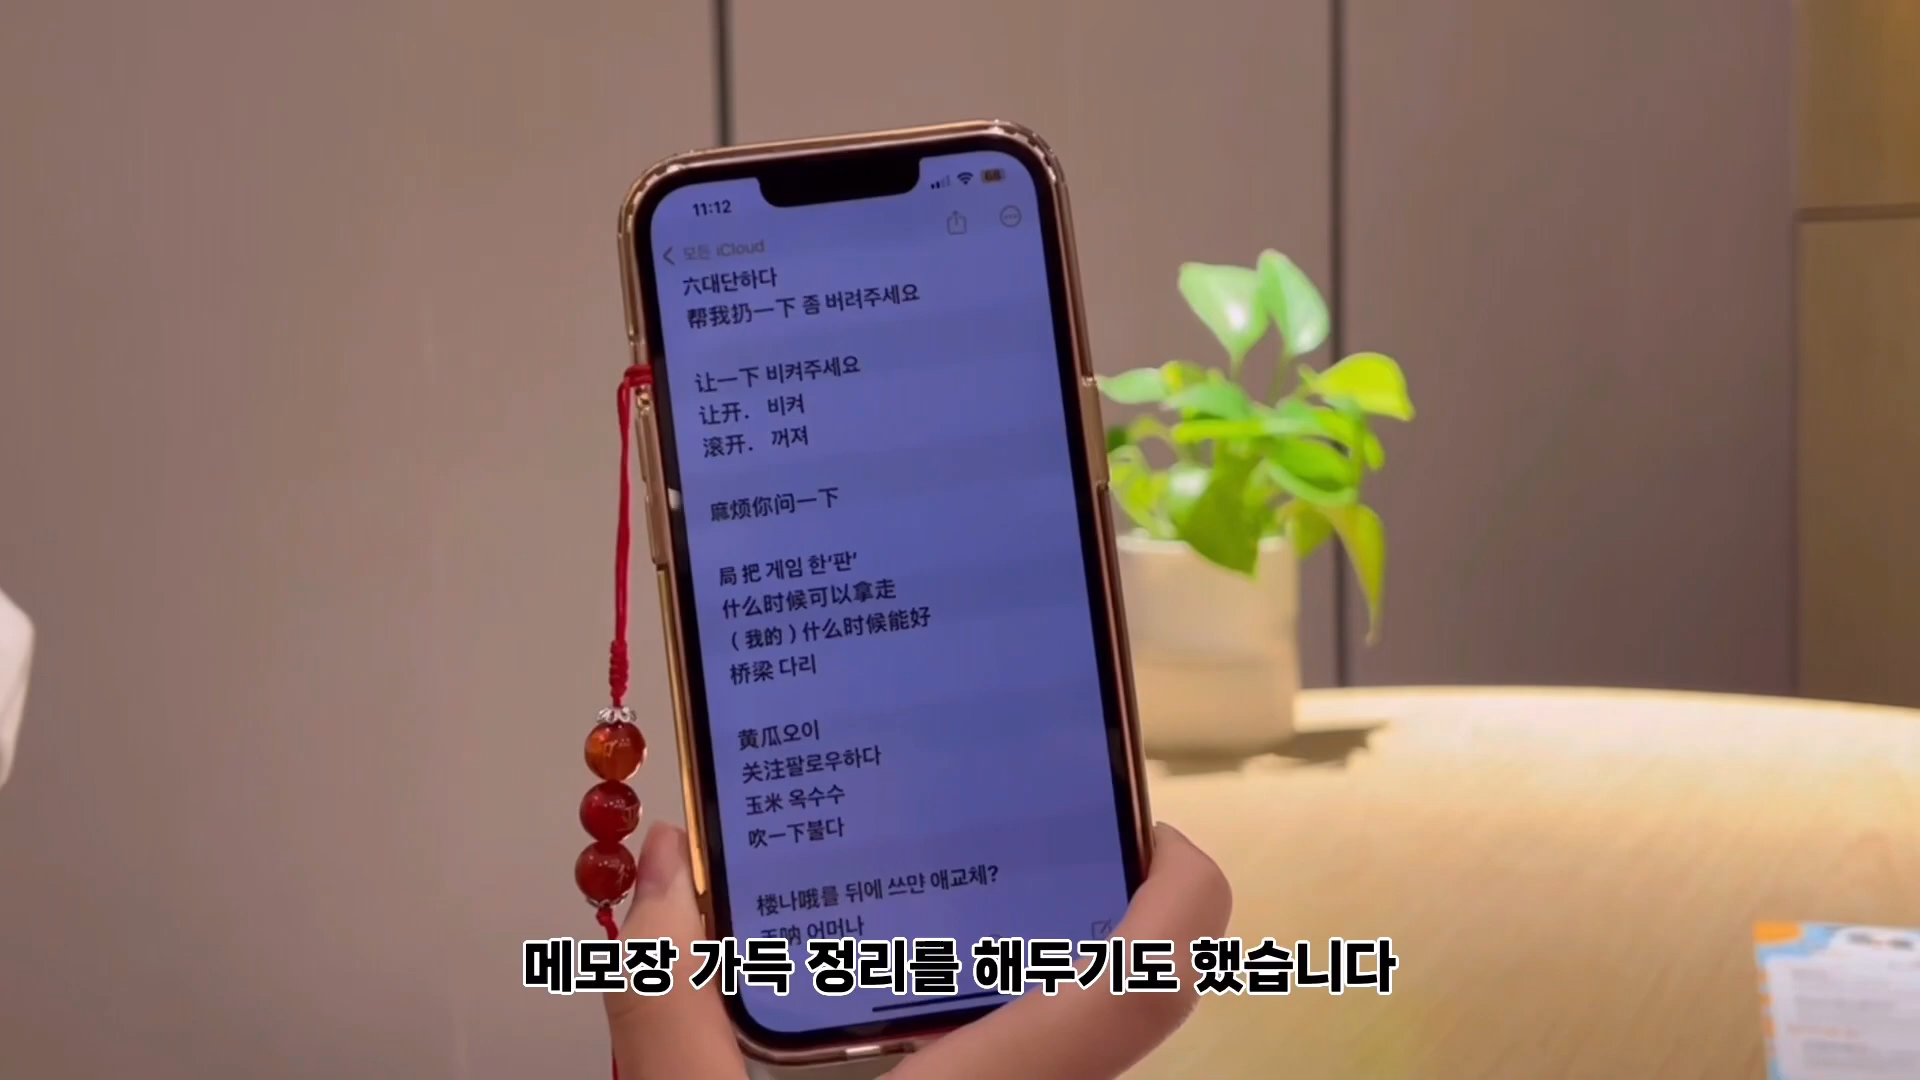 11:12
68
모든 iCloud
六대단하다
帮我扔一下 좀 버려주세요
让一下 비켜주세요
让开. 비켜
滚开. 꺼져
麻烦你问一下
局 把 게임 한‘판’
什么时候可以拿走
( 我的 ) 什么时候能好
桥梁 다리
黄瓜오이
关注팔로우하다
玉米 옥수수
吹一下불다
楼나哦를 뒤에 쓰먄 애교체?
呐 어머나
메모장 가득 정리를 해두기도 했습니다